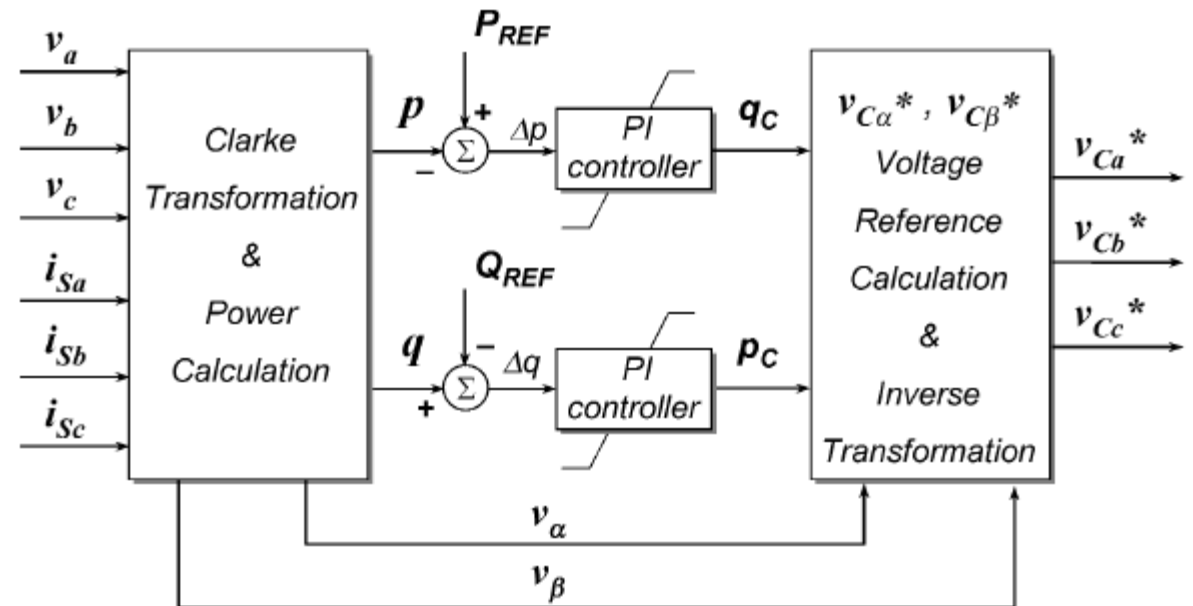 v_a
v_b
v_c
i_Sa
i_Sb
i_Sc
Clarke
Transformation
&
Power
Calculation
P_REF
p
+
−
Σ
Δp
PI
controller
q_C
Q_REF
q
−
+
Σ
Δq
PI
controller
p_C
v_Cα* , v_Cβ*
Voltage
Reference
Calculation
&
Inverse
Transformation
v_Ca*
v_Cb*
v_Cc*
v_α
v_β